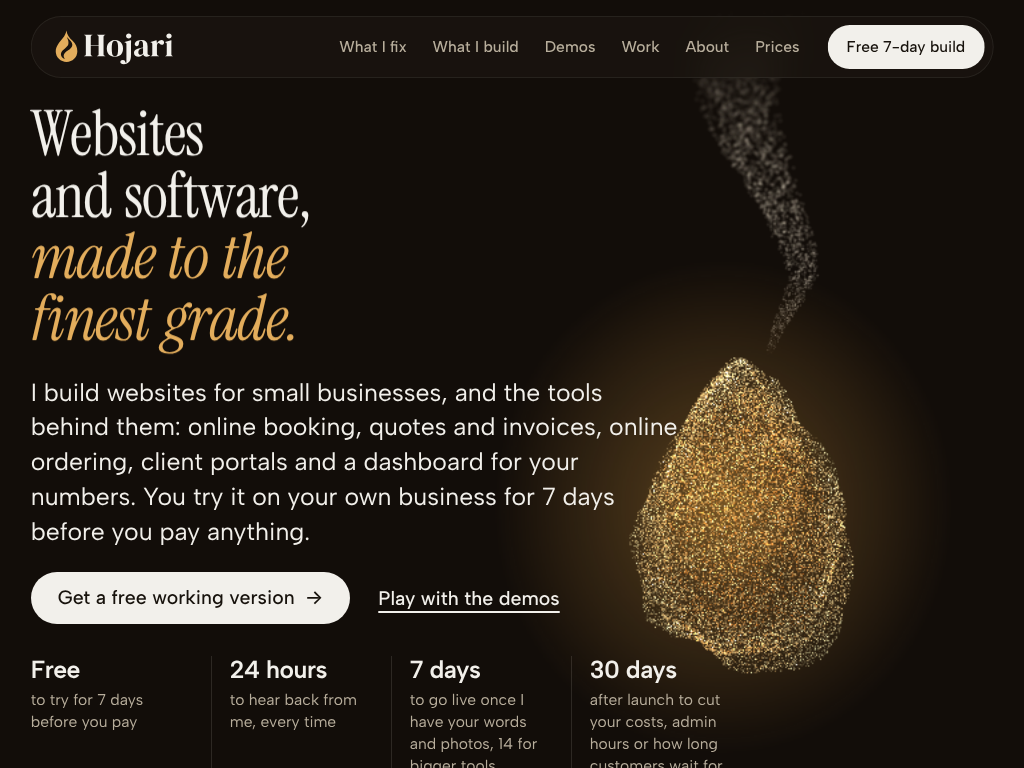 Hojari
What I fix
What I build
Demos
Work
About
Prices
Free 7-day build
Websites
and software,
made to the
finest grade.
I build websites for small businesses, and the tools
behind them: online booking, quotes and invoices, online
ordering, client portals and a dashboard for your
numbers. You try it on your own business for 7 days
before you pay anything.
Get a free working version →
Play with the demos
Free
to try for 7 days
before you pay
24 hours
to hear back from
me, every time
7 days
to go live once I
have your words
and photos, 14 for
bigger tools
30 days
after launch to cut
your costs, admin
hours or how long
customers wait for